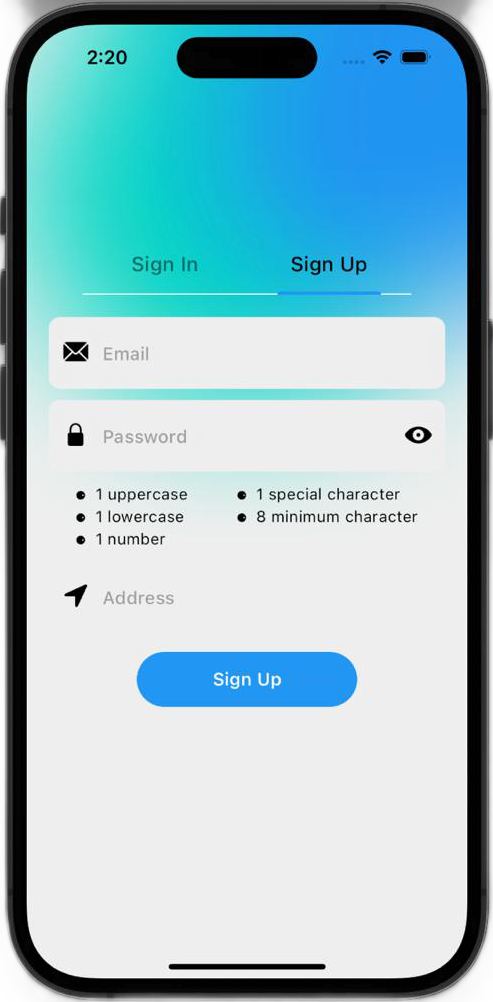 2:20
Sign In Sign Up
Email
Password
1 uppercase
1 lowercase
1 number
1 special character
8 minimum character
Address
Sign Up